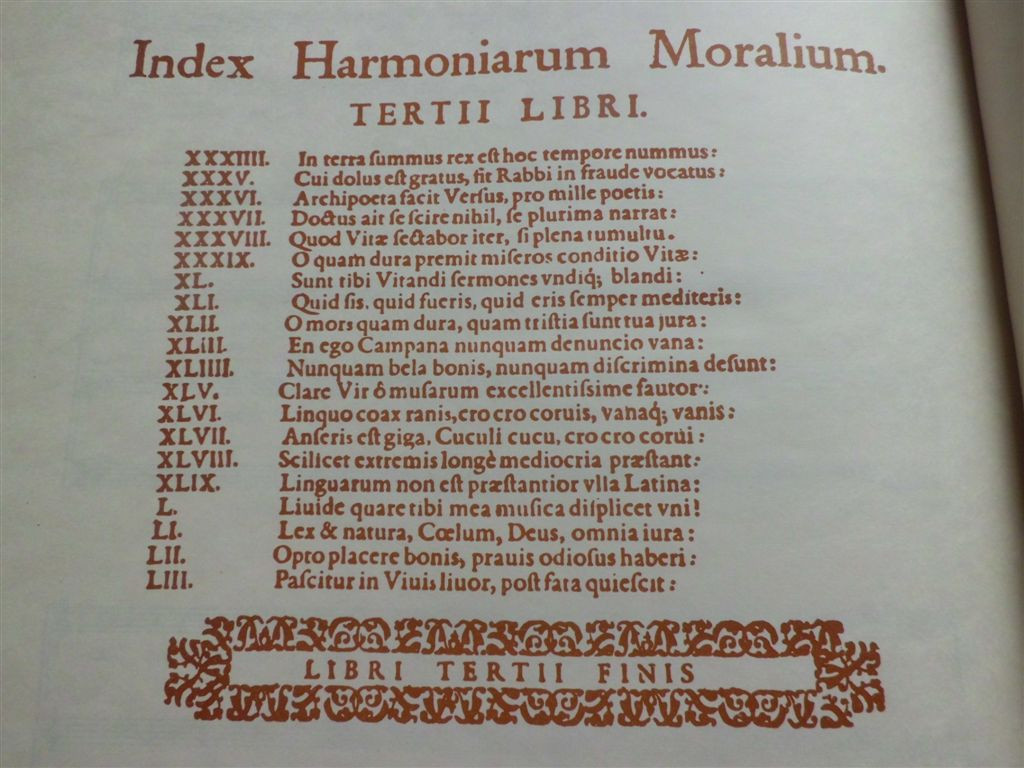 Index Harmoniarum Moralium.
TERTII LIBRI.
XXXIIII. In terra ſummus rex eſt hoc tempore nummus:
XXXV. Cui dolus eſt gratus, fit Rabbi in fraude vocatus:
XXXVI. Archipoeta facit Verſus, pro mille poetis:
XXXVII. Doctus ait ſe ſcire nihil, ſe plurima narrat:
XXXVIII. Quod Vitæ ſectabor iter, ſi plena tumultu.
XXXIX. O quam dura premit miſeros conditio Vitæ:
XL. Sunt tibi Vitandi ſermones vndiq; blandi:
XLI. Quid ſis, quid fueris, quid eris ſemper mediteris:
XLII. O mors quam dura, quam triſtia ſunt tua jura:
XLIII. En ego Campana nunquam denuncio vana:
XLIIII. Nunquam bela bonis, nunquam diſcrimina deſunt:
XLV. Clare Vir ô muſarum excellentiſſime fautor:
XLVI. Linquo coax ranis, cro cro coruis, vanaq; vanis:
XLVII. Anſeris eſt giga, Cuculi cucu, cro cro corui:
XLVIII. Scilicet extremis longè mediocria præſtant:
XLIX. Linguarum non eſt præſtantior vlla Latina:
L. Liuide quare tibi mea muſica diſplicet vni!
LI. Lex & natura, Cœlum, Deus, omnia iura:
LII. Opto placere bonis, prauis odioſus haberi:
LIII. Paſcitur in Viuis liuor, poſt fata quieſcit:
LIBRI TERTII FINIS